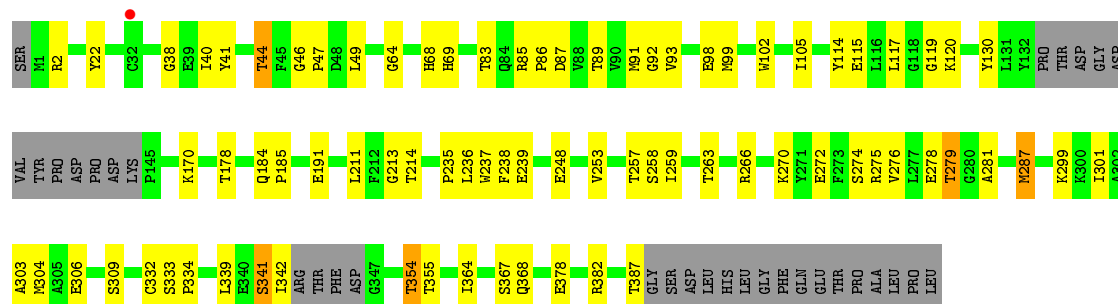 SER M1 R2 Y22 C32 G38 E39 I40 Y41 T44 F45 G46 P47 D48 L49 G64 H68 H69 T83 Q84 R85 P86 D87 V88 T89 V90 M91 G92 V93 E98 M99 W102 I105 Y114 E115 L116 L117 G118 G119 K120 Y130 L131 Y132 PRO THR ASP GLY ASP
VAL TYR PRO ASP PRO ASP LYS P145 K170 T178 Q184 P185 E191 L211 F212 G213 T214 P235 L236 W237 F238 E239 E248 V253 T257 S258 I259 T263 R266 K270 Y271 E272 F273 S274 R275 V276 L277 E278 T279 G280 A281 M287 K299 K300 I301 A302
A303 M304 A305 E306 S309 C332 S333 P334 L339 E340 S341 I342 ARG THR PHE ASP G347 T354 T355 I364 S367 Q368 E378 R382 T387 GLY SER ASP LEU HIS LEU GLY PHE GLN GLU THR PRO ALA LEU PRO LEU